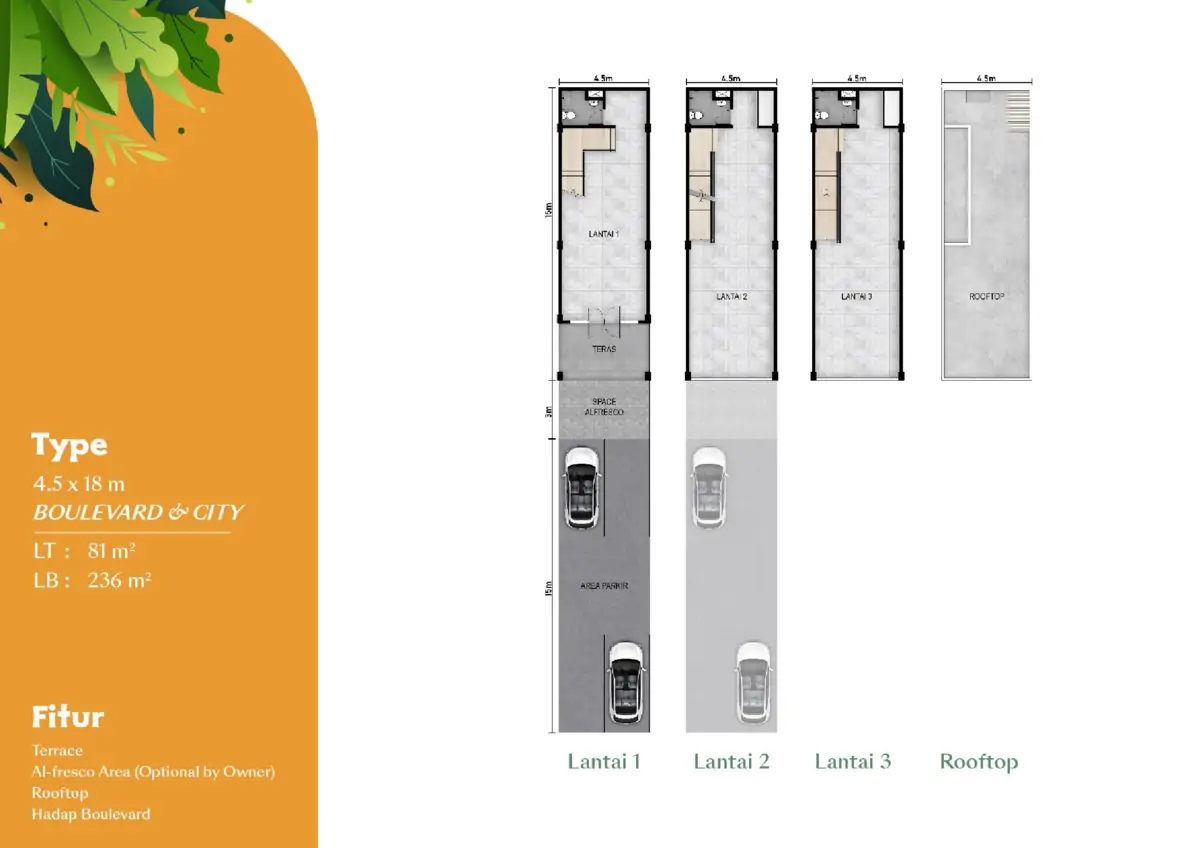 Type
4.5 x 18 m
BOULEVARD & CITY
LT : 81 m²
LB : 236 m²
Fitur
Terrace
Al-fresco Area (Optional by Owner)
Rooftop
Hadap Boulevard
4.5m
4.5m
4.5m
4.5m
15m
LANTAI 1
LANTAI 2
LANTAI 3
ROOFTOP
TERAS
3m
SPACE
ALFRESCO
15m
AREA PARKIR
Lantai 1
Lantai 2
Lantai 3
Rooftop